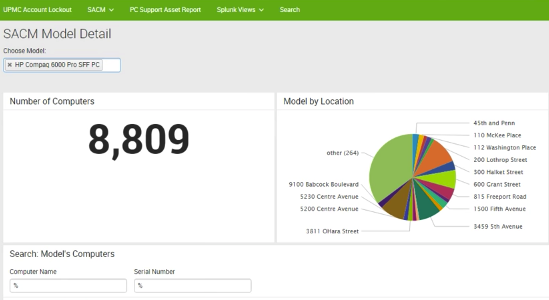 UPMC Account Lockout SACM PC Support Asset Report Splunk Views Search
SACM Model Detail
Choose Model:
× HP Compaq 6000 Pro SFF PC
Number of Computers
8,809
Model by Location
45th and Penn
110 McKee Place
112 Washington Place
200 Lothrop Street
300 Halket Street
600 Grant Street
815 Freeport Road
1500 Fifth Avenue
3459 5th Avenue
other (264)
9100 Babcock Boulevard
5230 Centre Avenue
5200 Centre Avenue
3811 OHara Street
Search: Model's Computers
Computer Name Serial Number
% %